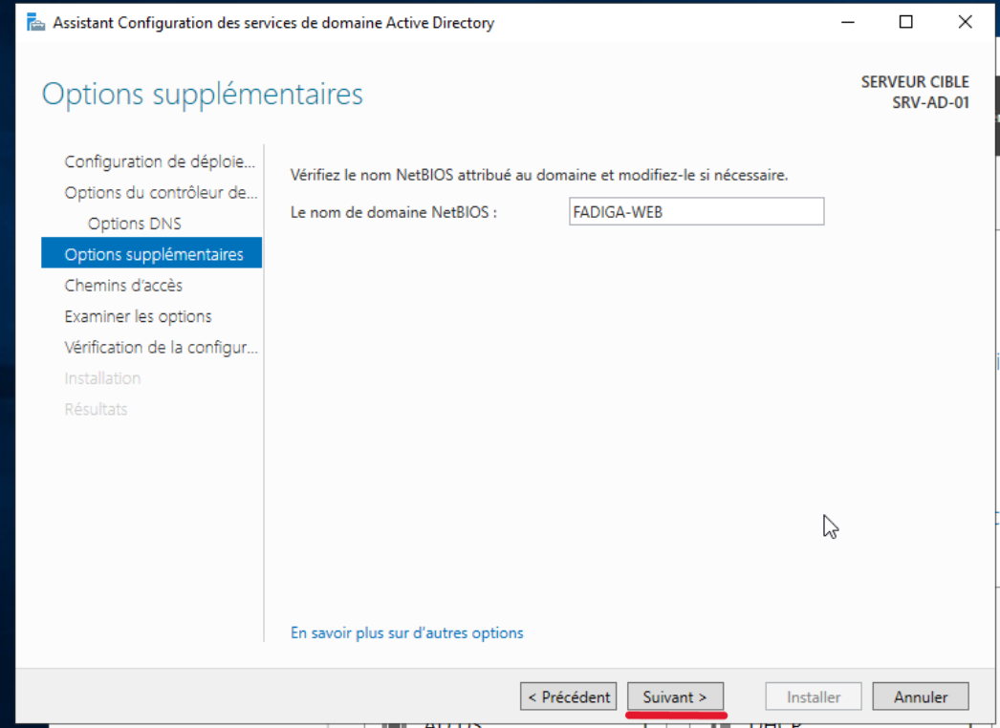 Assistant Configuration des services de domaine Active Directory
Options supplémentaires
SERVEUR CIBLE
SRV-AD-01
Configuration de déploie...
Options du contrôleur de...
Options DNS
Options supplémentaires
Chemins d'accès
Examiner les options
Vérification de la configur...
Installation
Résultats
Vérifiez le nom NetBIOS attribué au domaine et modifiez-le si nécessaire.
Le nom de domaine NetBIOS : FADIGA-WEB
En savoir plus sur d'autres options
< Précédent Suivant > Installer Annuler
AD DS DHCP